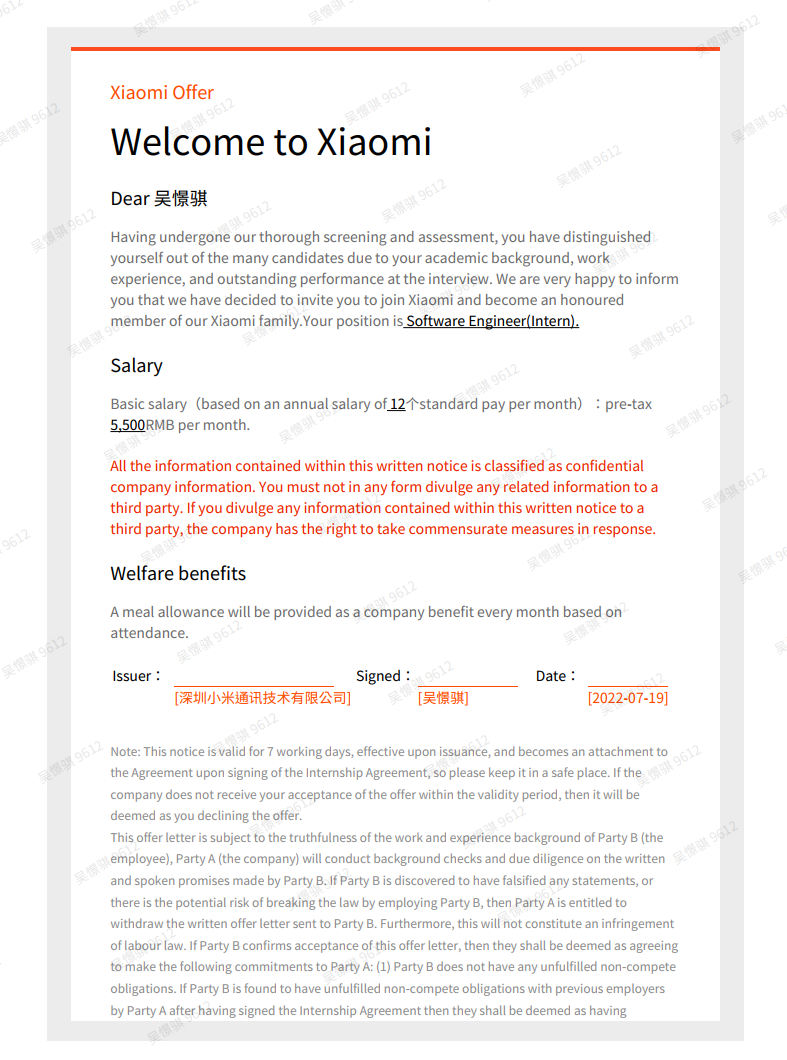 Xiaomi Offer
Welcome to Xiaomi
Dear 吴憬骐
Having undergone our thorough screening and assessment, you have distinguished
yourself out of the many candidates due to your academic background, work
experience, and outstanding performance at the interview. We are very happy to inform
you that we have decided to invite you to join Xiaomi and become an honoured
member of our Xiaomi family.Your position is Software Engineer(Intern).
Salary
Basic salary（based on an annual salary of 12个standard pay per month）：pre-tax
5,500RMB per month.
All the information contained within this written notice is classified as confidential
company information. You must not in any form divulge any related information to a
third party. If you divulge any information contained within this written notice to a
third party, the company has the right to take commensurate measures in response.
Welfare benefits
A meal allowance will be provided as a company benefit every month based on
attendance.
Issuer： Signed： Date：
[深圳小米通讯技术有限公司] [吴憬骐] [2022-07-19]
Note: This notice is valid for 7 working days, effective upon issuance, and becomes an attachment to
the Agreement upon signing of the Internship Agreement, so please keep it in a safe place. If the
company does not receive your acceptance of the offer within the validity period, then it will be
deemed as you declining the offer.
This offer letter is subject to the truthfulness of the work and experience background of Party B (the
employee), Party A (the company) will conduct background checks and due diligence on the written
and spoken promises made by Party B. If Party B is discovered to have falsified any statements, or
there is the potential risk of breaking the law by employing Party B, then Party A is entitled to
withdraw the written offer letter sent to Party B. Furthermore, this will not constitute an infringement
of labour law. If Party B confirms acceptance of this offer letter, then they shall be deemed as agreeing
to make the following commitments to Party A: (1) Party B does not have any unfulfilled non-compete
obligations. If Party B is found to have unfulfilled non-compete obligations with previous employers
by Party A after having signed the Internship Agreement then they shall be deemed as having
吴憬骐 9612